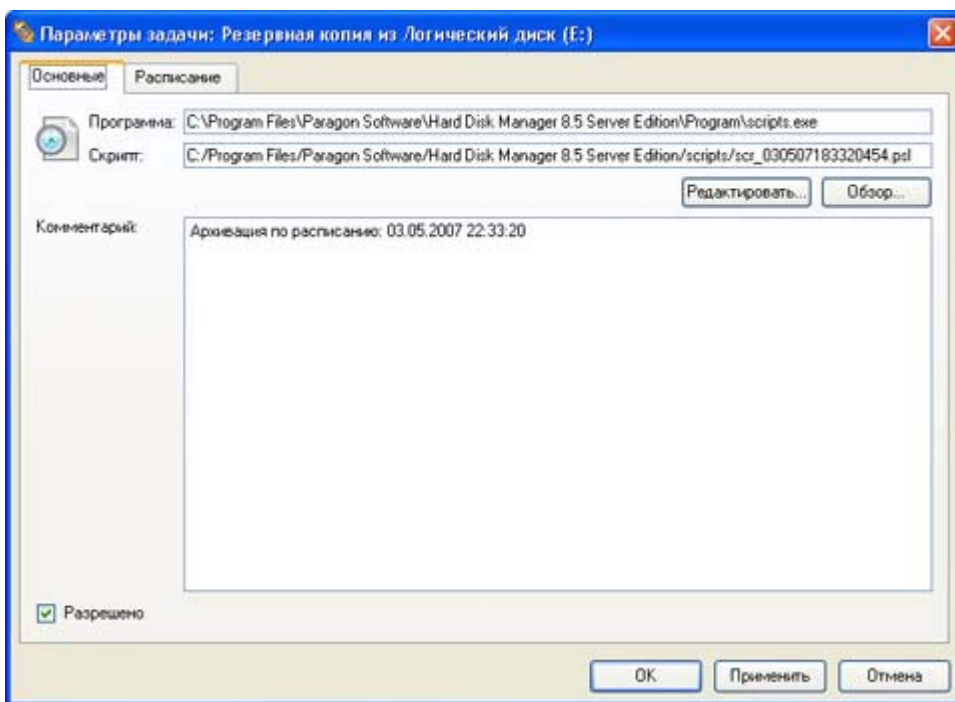 Параметры задачи: Резервная копия из Логический диск (E:)
Основные Расписание
Программа: C:\Program Files\Paragon Software\Hard Disk Manager 8.5 Server Edition\Program\scripts.exe
Скрипт: C:/Program Files/Paragon Software/Hard Disk Manager 8.5 Server Edition/scripts/scr_030507183320454.psl
Редактировать... Обзор...
Комментарий: Архивация по расписанию: 03.05.2007 22:33:20
Разрешено
OK Применить Отмена